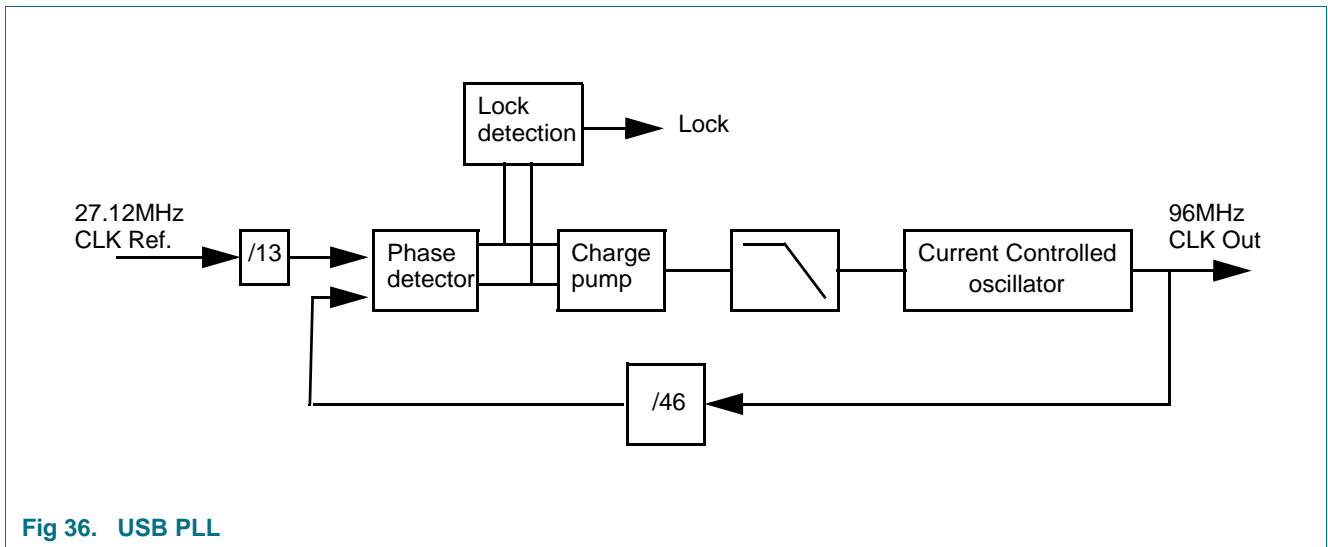 Lock
detection
Lock
27.12MHz
CLK Ref.
/13
Phase
detector
Charge
pump
Current Controlled
oscillator
96MHz
CLK Out
/46
Fig 36. USB PLL